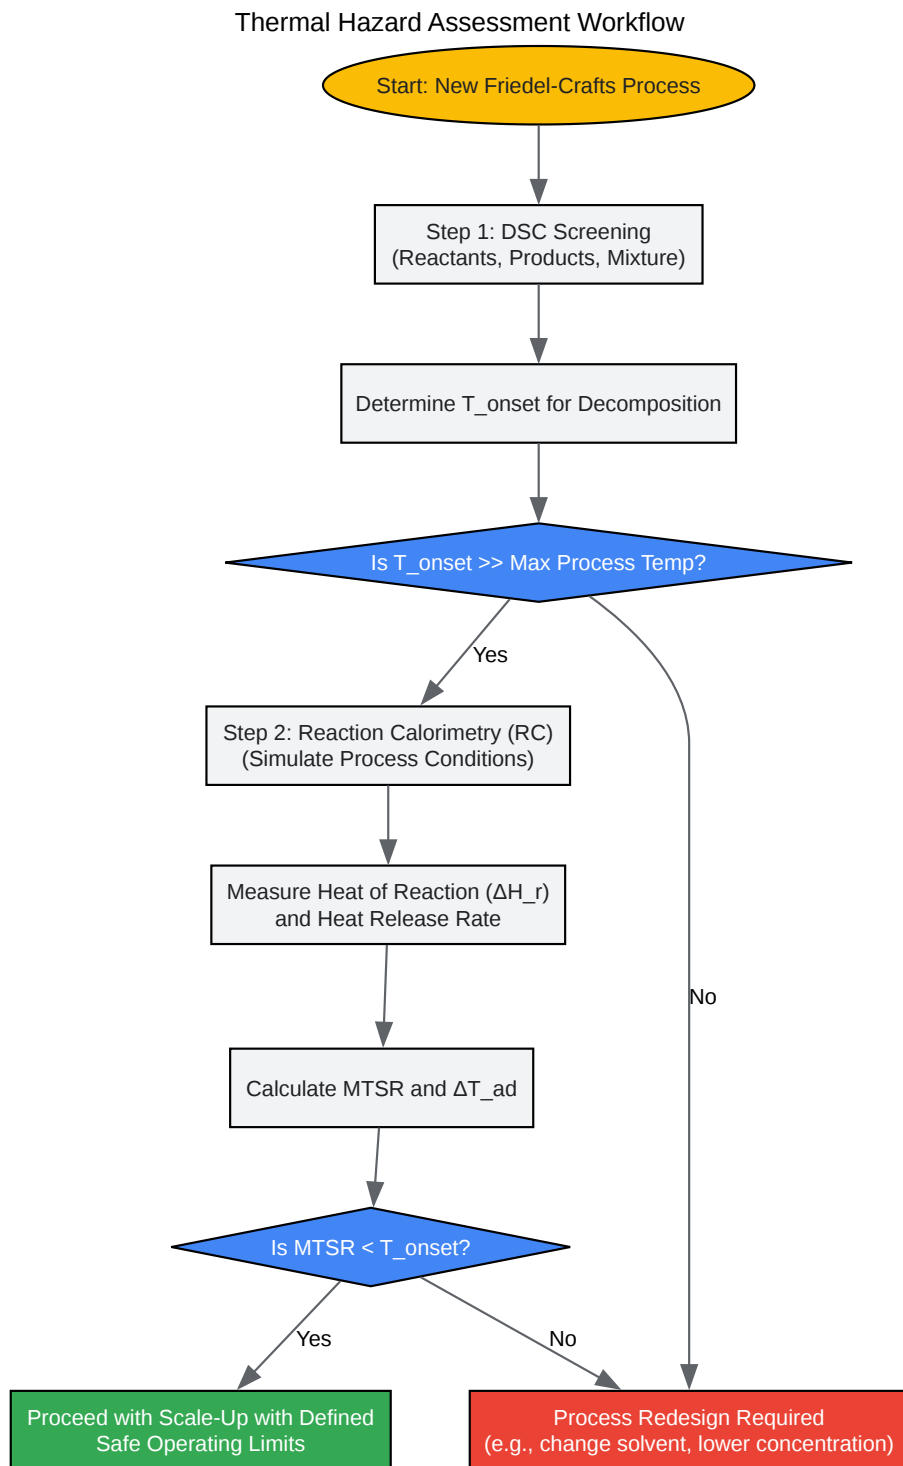 Thermal Hazard Assessment Workflow
Start: New Friedel-Crafts Process
Step 1: DSC Screening
(Reactants, Products, Mixture)
Determine T_onset for Decomposition
Is T_onset >> Max Process Temp?
Yes
Step 2: Reaction Calorimetry (RC)
(Simulate Process Conditions)
Measure Heat of Reaction (ΔH_r)
and Heat Release Rate
No
Calculate MTSR and ΔT_ad
Is MTSR < T_onset?
Yes
No
Proceed with Scale-Up with Defined
Safe Operating Limits
Process Redesign Required
(e.g., change solvent, lower concentration)